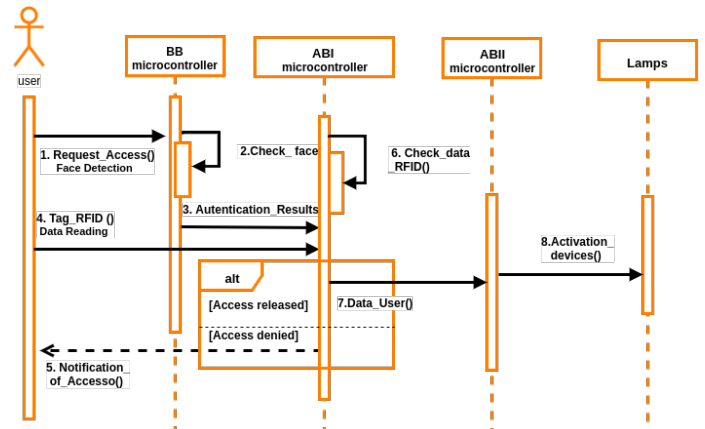 user
BB
microcontroller
ABI
microcontroller
ABII
microcontroller
Lamps
1. Request_Access()
Face Detection
2.Check_ face
6. Check_data
_RFID()
3. Autentication_Results
4. Tag_RFID ()
Data Reading
8.Activation_
devices()
alt
[Access released]
7.Data_User()
[Access denied]
5. Notification_
of_Accesso()